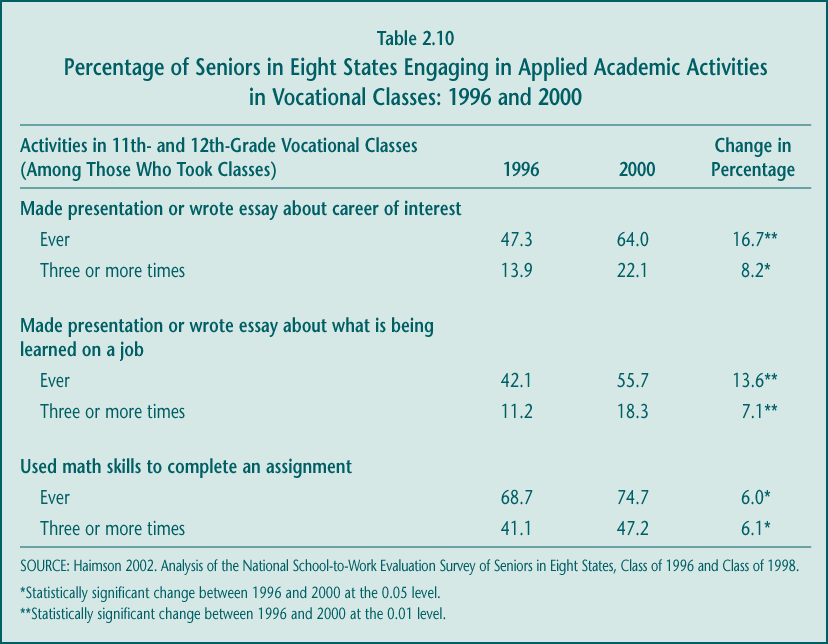 Table 2.10
Percentage of Seniors in Eight States Engaging in Applied Academic Activities
in Vocational Classes: 1996 and 2000
Activities in 11th- and 12th-Grade Vocational Classes Change in
(Among Those Who Took Classes) 1996 2000 Percentage
Made presentation or wrote essay about career of interest
Ever 47.3 64.0 16.7**
Three or more times 13.9 22.1 8.2*
Made presentation or wrote essay about what is being
learned on a job
Ever 42.1 55.7 13.6**
Three or more times 11.2 18.3 7.1**
Used math skills to complete an assignment
Ever 68.7 74.7 6.0*
Three or more times 41.1 47.2 6.1*
SOURCE: Haimson 2002. Analysis of the National School-to-Work Evaluation Survey of Seniors in Eight States, Class of 1996 and Class of 1998.
*Statistically significant change between 1996 and 2000 at the 0.05 level.
**Statistically significant change between 1996 and 2000 at the 0.01 level.